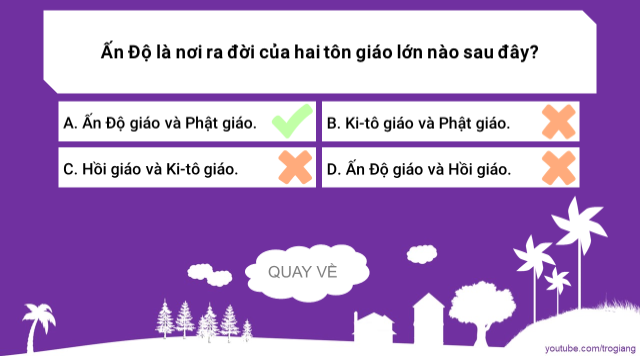 Ấn Độ là nơi ra đời của hai tôn giáo lớn nào sau đây?
A. Ấn Độ giáo và Phật giáo.
B. Ki-tô giáo và Phật giáo.
C. Hồi giáo và Ki-tô giáo.
D. Ấn Độ giáo và Hồi giáo.
QUAY VỀ
youtube.com/trogiang